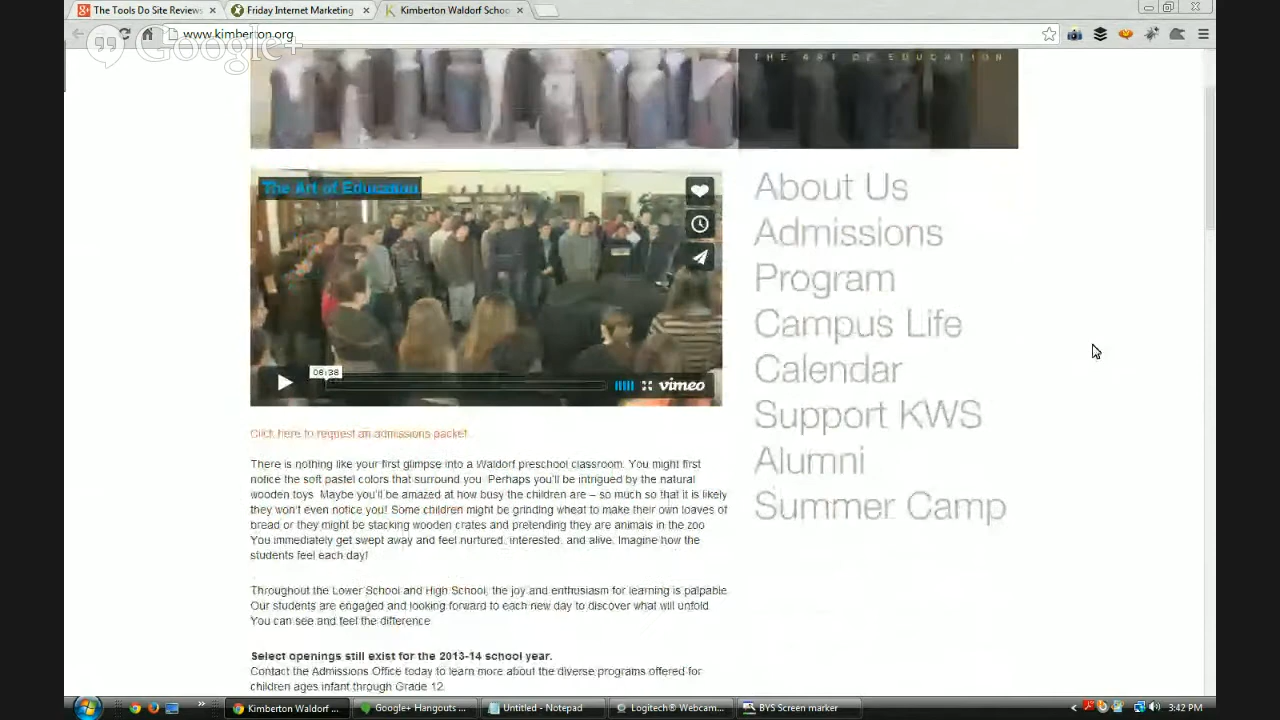 The Tools Do Site Reviews
Friday Internet Marketing
Kimberton Waldorf Schoo
www.kimberton.org
Google+
THE ART OF EDUCATION
The Art of Education
08:38
vimeo
Click here to request an admissions packet
There is nothing like your first glimpse into a Waldorf preschool classroom. You might first
notice the soft pastel colors that surround you. Perhaps you'll be intrigued by the natural
wooden toys. Maybe you'll be amazed at how busy the children are – so much so that it is likely
they won't even notice you! Some children might be grinding wheat to make their own loaves of
bread or they might be stacking wooden crates and pretending they are animals in the zoo
You immediately get swept away and feel nurtured, interested, and alive. Imagine how the
students feel each day!
Throughout the Lower School and High School, the joy and enthusiasm for learning is palpable
Our students are engaged and looking forward to each new day to discover what will unfold.
You can see and feel the difference
Select openings still exist for the 2013-14 school year.
Contact the Admissions Office today to learn more about the diverse programs offered for
children ages infant through Grade 12.
About Us
Admissions
Program
Campus Life
Calendar
Support KWS
Alumni
Summer Camp
Kimberton Waldorf ...
Google+ Hangouts ...
Untitled - Notepad
Logitech® Webcam...
BYS Screen marker
3:42 PM